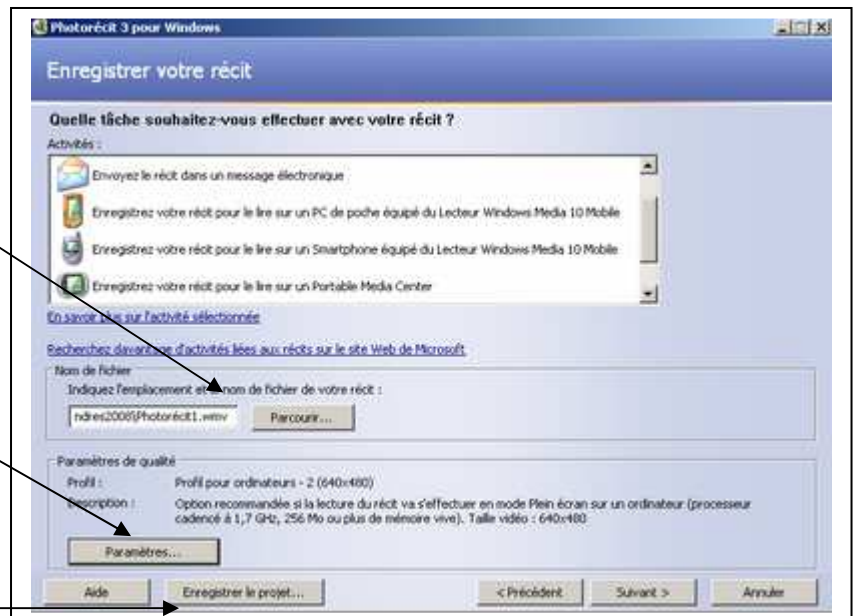 Photorécit 3 pour Windows
Enregistrer votre récit
Quelle tâche souhaitez-vous effectuer avec votre récit ?
Activités :
Envoyez le récit dans un message électronique
Enregistrez votre récit pour le lire sur un PC de poche équipé du Lecteur Windows Media 10 Mobile
Enregistrez votre récit pour le lire sur un Smartphone équipé du Lecteur Windows Media 10 Mobile
Enregistrez votre récit pour le lire sur un Portable Media Center
En savoir plus sur l'activité sélectionnée
Recherchez davantage d'activités liées aux récits sur le site Web de Microsoft
Nom de fichier
Indiquez l'emplacement et le nom de fichier de votre récit :
ndres2008\Photorécit1.wmv
Parcourir...
Paramètres de qualité
Profil : Profil pour ordinateurs - 2 (640x480)
Description : Option recommandée si la lecture du récit va s'effectuer en mode Plein écran sur un ordinateur (processeur
cadencé à 1,7 GHz, 256 Mo ou plus de mémoire vive). Taille vidéo : 640x480
Paramètres...
Aide
Enregistrer le projet...
< Précédent
Suivant >
Annuler